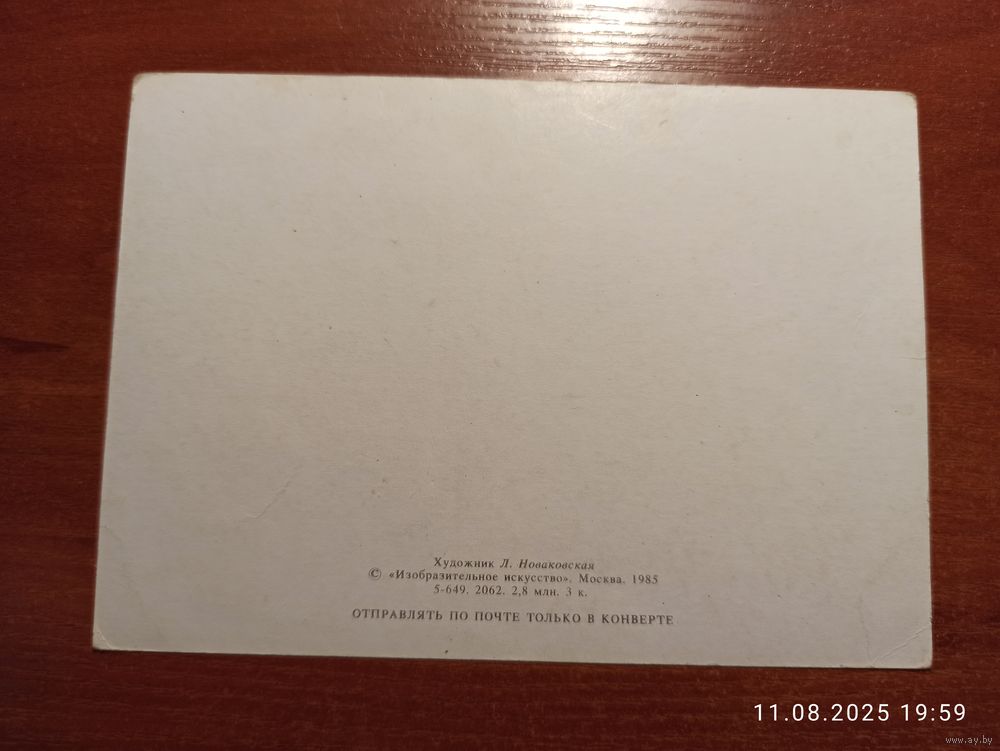 Художник Л. Новаковская
© «Изобразительное искусство». Москва. 1985
5-649. 2062. 2,8 млн. 3 к.
ОТПРАВЛЯТЬ ПО ПОЧТЕ ТОЛЬКО В КОНВЕРТЕ
11.08.2025 19:59
www.ay.by